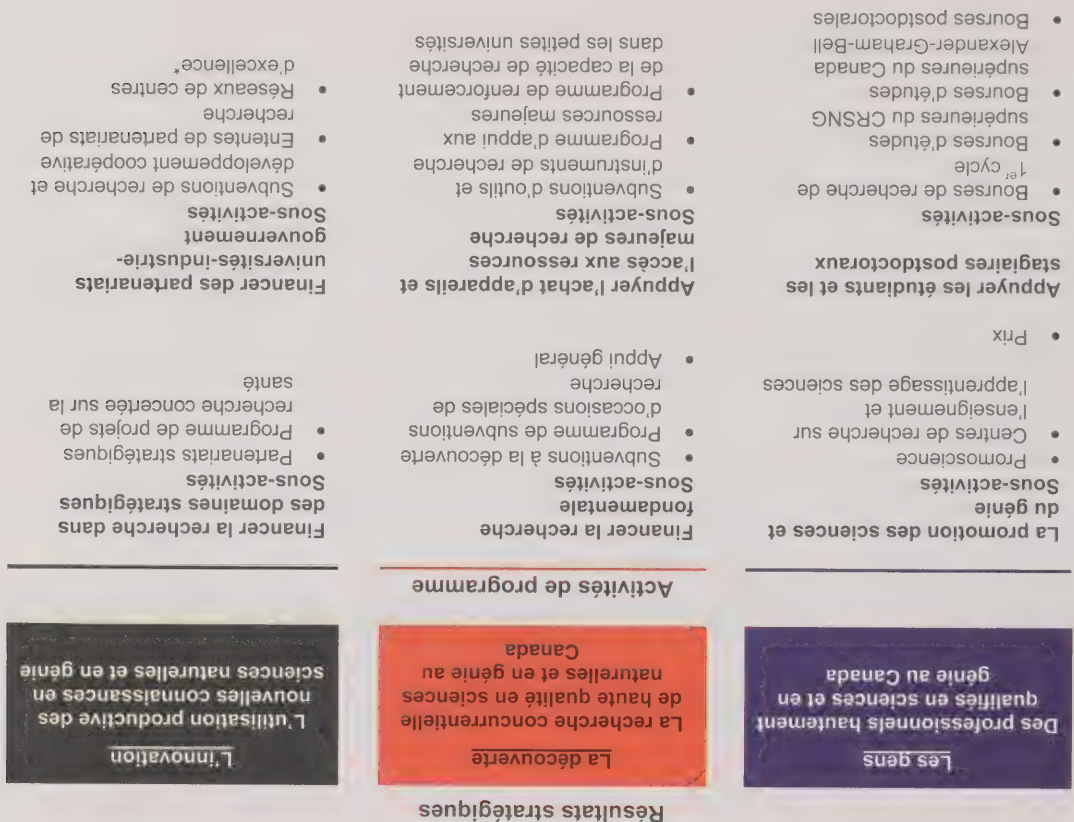 Résultats stratégiques
Les gens
Des professionnels hautement
qualifiés en sciences et en
génie au Canada
La découverte
La recherche concurrentielle
de haute qualité en sciences
naturelles et en génie au
Canada
L'innovation
L'utilisation productive des
nouvelles connaissances en
sciences naturelles et en génie
Activités de programme
La promotion des sciences et
du génie
Sous-activités
• Promoscience
• Centres de recherche sur
l'enseignement et
l'apprentissage des sciences
• Prix
Appuyer les étudiants et les
stagiaires postdoctoraux
Sous-activités
• Bourses de recherche de
1er cycle
• Bourses d'études
supérieures du CRSNG
• Bourses d'études
supérieures du Canada
Alexander-Graham-Bell
• Bourses postdoctorales
Financer la recherche
fondamentale
Sous-activités
• Subventions à la découverte
• Programme de subventions
d'occasions spéciales de
recherche
• Appui général
Appuyer l'achat d'appareils et
l'accès aux ressources
majeures de recherche
Sous-activités
• Subventions d'outils et
d'instruments de recherche
• Programme d'appui aux
ressources majeures
• Programme de renforcement
de la capacité de recherche
dans les petites universités
Financer la recherche dans
des domaines stratégiques
Sous-activités
• Partenariats stratégiques
• Programme de projets de
recherche concertée sur la
santé
Financer des partenariats
universités-industrie-
gouvernement
Sous-activités
• Subventions de recherche et
développement coopérative
• Ententes de partenariats de
recherche
• Réseaux de centres
d'excellence*